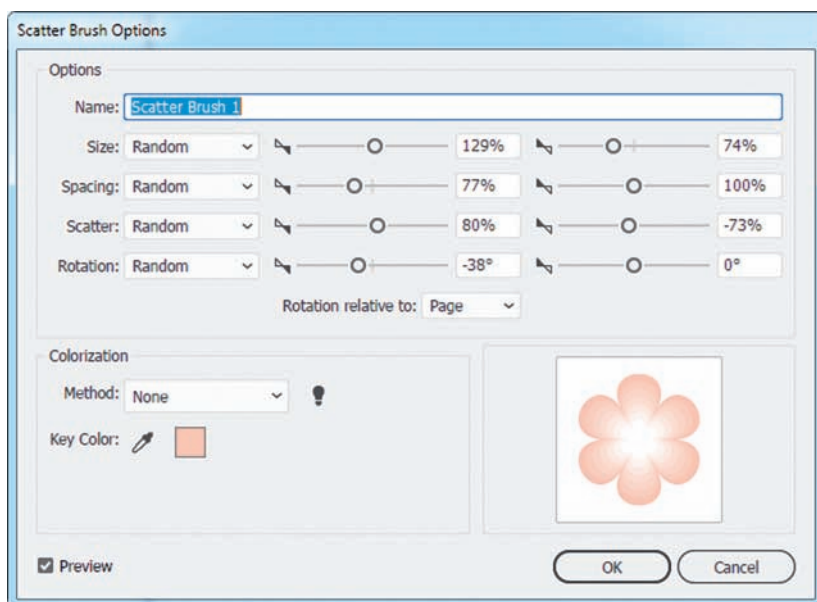 Scatter Brush Options
Options
Name: Scatter Brush 1
Size: Random 129% 74%
Spacing: Random 77% 100%
Scatter: Random 80% -73%
Rotation: Random -38° 0°
Rotation relative to: Page
Colorization
Method: None
Key Color:
Preview
OK Cancel